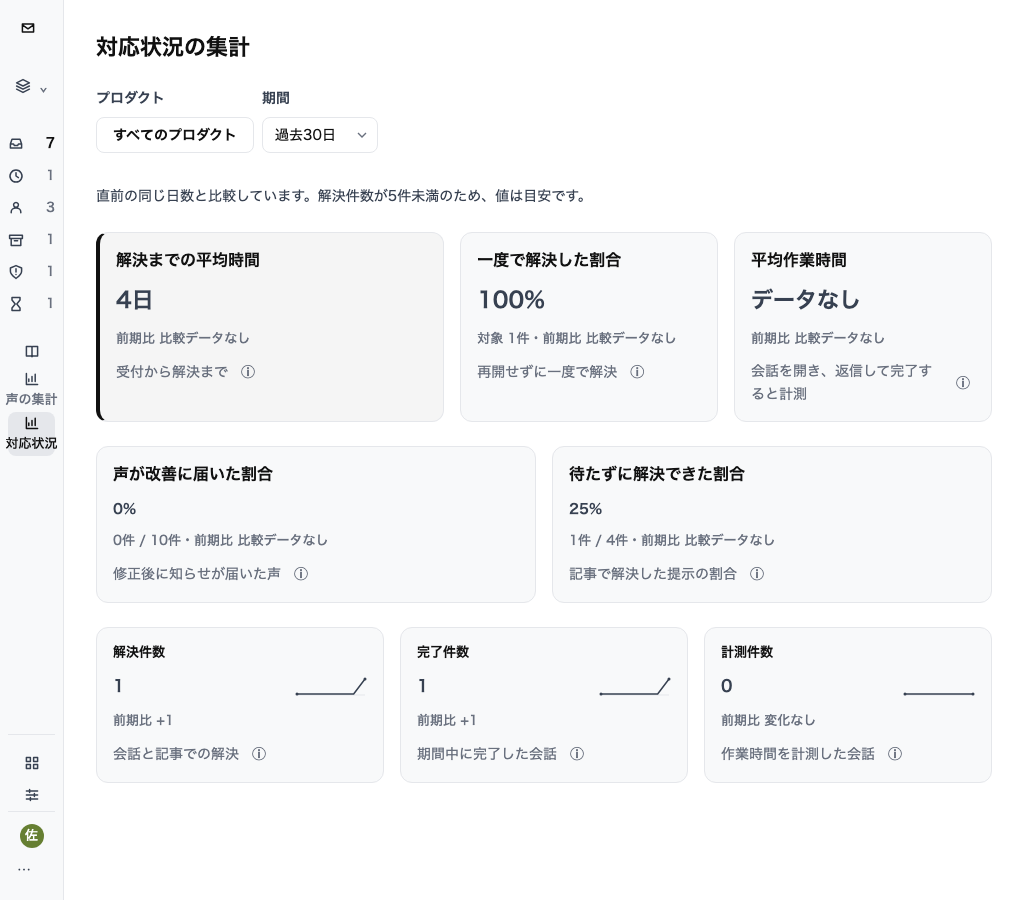 対応状況の集計
プロダクト
期間
すべてのプロダクト
過去30日
7
1
3
1
1
1
声の集計
対応状況
直前の同じ日数と比較しています。解決件数が5件未満のため、値は目安です。
解決までの平均時間
4日
前期比 比較データなし
受付から解決まで
一度で解決した割合
100%
対象 1件・前期比 比較データなし
再開せずに一度で解決
平均作業時間
データなし
前期比 比較データなし
会話を開き、返信して完了す
ると計測
声が改善に届いた割合
0%
0件 / 10件・前期比 比較データなし
修正後に知らせが届いた声
待たずに解決できた割合
25%
1件 / 4件・前期比 比較データなし
記事で解決した提示の割合
解決件数
1
前期比 +1
会話と記事での解決
完了件数
1
前期比 +1
期間中に完了した会話
計測件数
0
前期比 変化なし
作業時間を計測した会話
佐
…